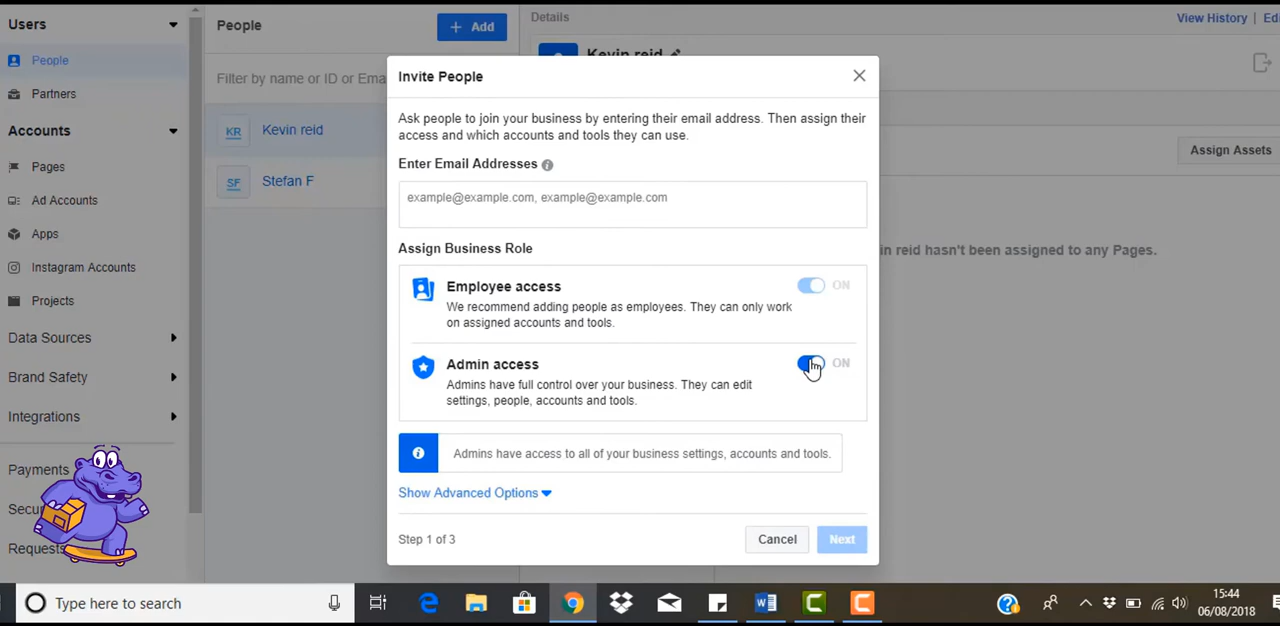 Users
People
Partners
Accounts
Pages
Ad Accounts
Apps
Instagram Accounts
Projects
Data Sources
Brand Safety
Integrations
Payments
Secu
Requests
People
+ Add
Filter by name or ID or Ema
KR Kevin reid
SF Stefan F
Details
View History | Edi
Kevin reid
Assign Assets
in reid hasn't been assigned to any Pages.
Invite People
Ask people to join your business by entering their email address. Then assign their
access and which accounts and tools they can use.
Enter Email Addresses
example@example.com, example@example.com
Assign Business Role
Employee access
ON
We recommend adding people as employees. They can only work
on assigned accounts and tools.
Admin access
ON
Admins have full control over your business. They can edit
settings, people, accounts and tools.
Admins have access to all of your business settings, accounts and tools.
Show Advanced Options
Step 1 of 3
Cancel
Next
Type here to search
15:44
06/08/2018